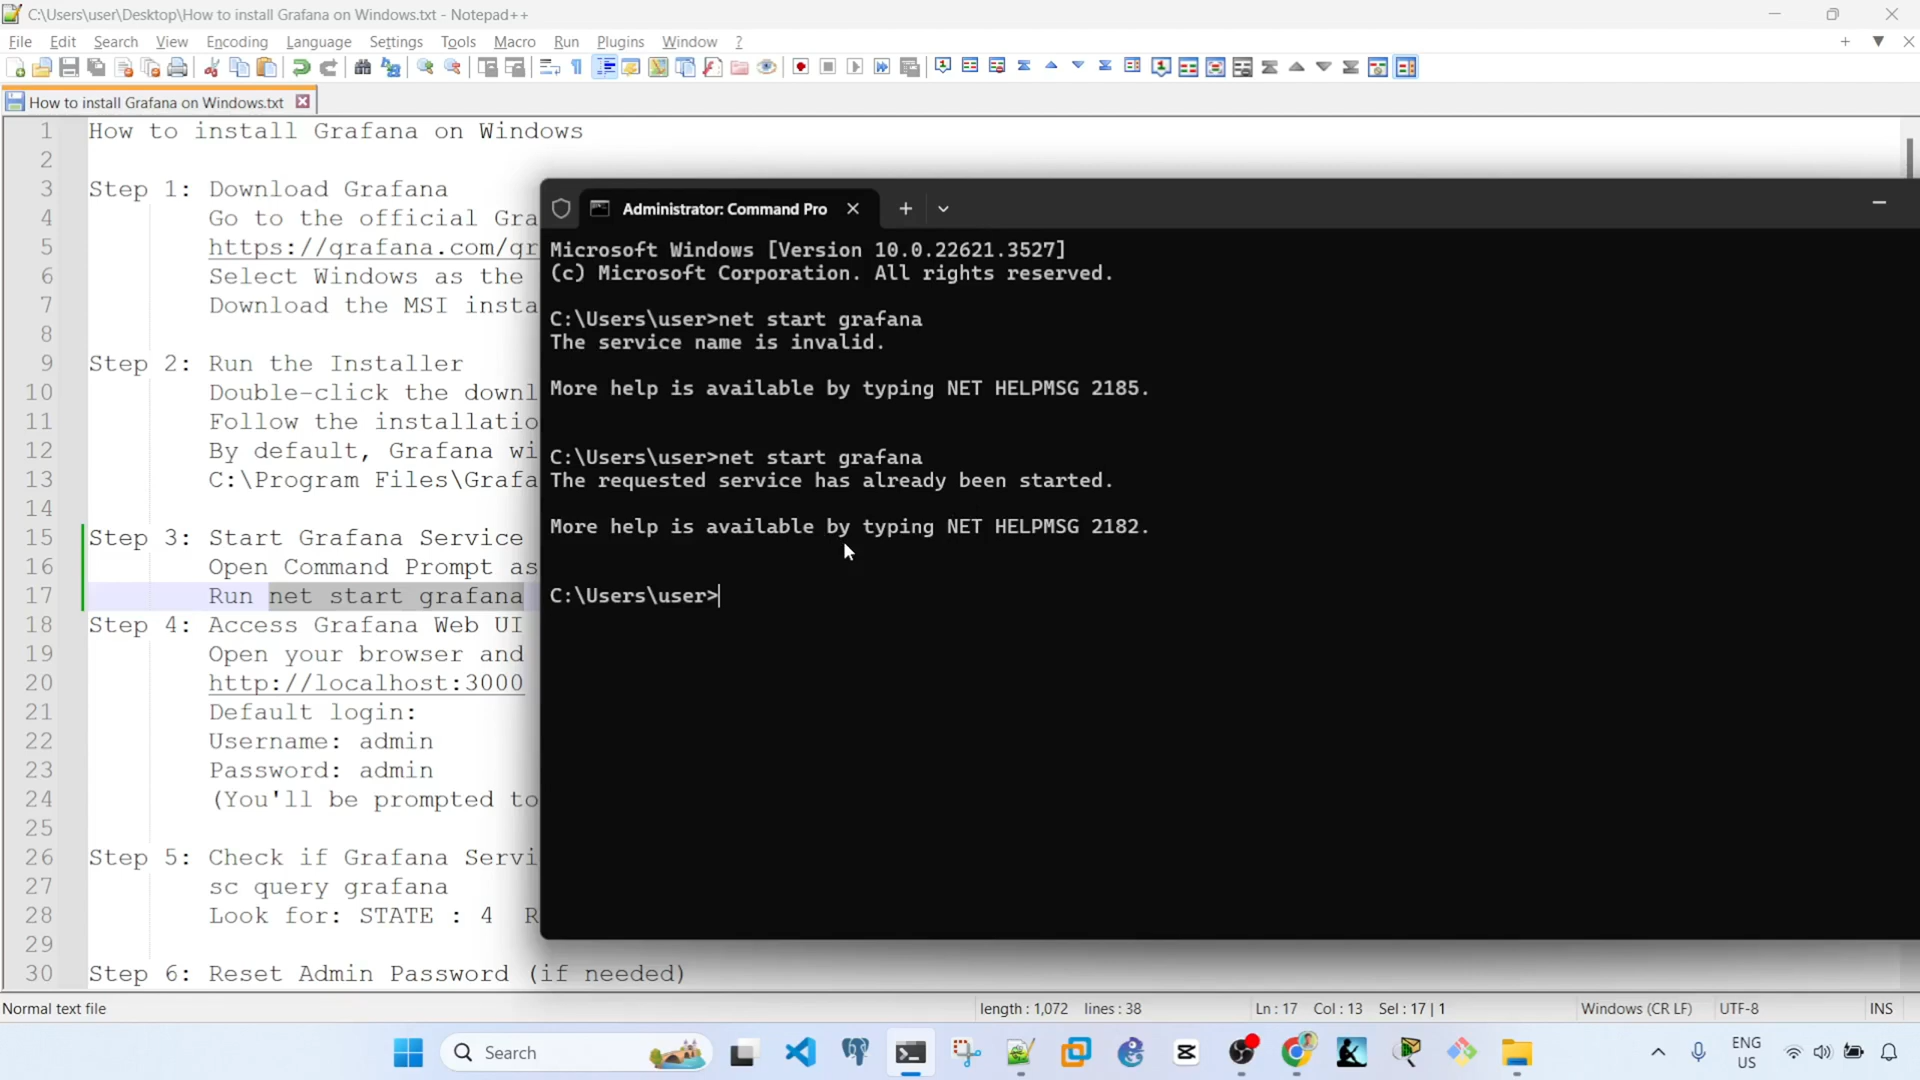 C:\Users\user\Desktop\How to install Grafana on Windows.txt - Notepad++
File Edit Search View Encoding Language Settings Tools Macro Run Plugins Window ?
How to install Grafana on Windows.txt
1 How to install Grafana on Windows
2
3 Step 1: Download Grafana
4 Go to the official Gra
5 https://grafana.com/gr
6 Select Windows as the
7 Download the MSI insta
8
9 Step 2: Run the Installer
10 Double-click the downl
11 Follow the installatio
12 By default, Grafana wi
13 C:\Program Files\Grafa
14
15 Step 3: Start Grafana Service
16 Open Command Prompt as
17 Run net start grafana
18 Step 4: Access Grafana Web UI
19 Open your browser and
20 http://localhost:3000
21 Default login:
22 Username: admin
23 Password: admin
24 (You'll be prompted to
25
26 Step 5: Check if Grafana Servi
27 sc query grafana
28 Look for: STATE : 4 R
29
30 Step 6: Reset Admin Password (if needed)
Administrator: Command Pro
Microsoft Windows [Version 10.0.22621.3527]
(c) Microsoft Corporation. All rights reserved.
C:\Users\user>net start grafana
The service name is invalid.
More help is available by typing NET HELPMSG 2185.
C:\Users\user>net start grafana
The requested service has already been started.
More help is available by typing NET HELPMSG 2182.
C:\Users\user>
Normal text file length : 1,072 lines : 38 Ln : 17 Col : 13 Sel : 17 | 1 Windows (CR LF) UTF-8 INS
Search
ENG
US